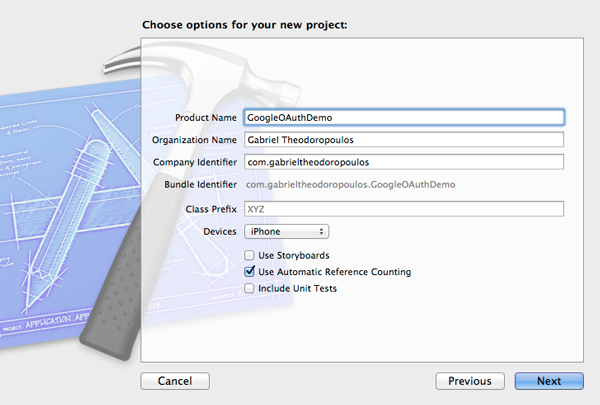 Choose options for your new project:
Product Name GoogleOAuthDemo
Organization Name Gabriel Theodoropoulos
Company Identifier com.gabrieltheodoropoulos
Bundle Identifier com.gabrieltheodoropoulos.GoogleOAuthDemo
Class Prefix XYZ
Devices iPhone
Use Storyboards
Use Automatic Reference Counting
Include Unit Tests
PROJECT: APPLICATION.APP
Cancel Previous Next